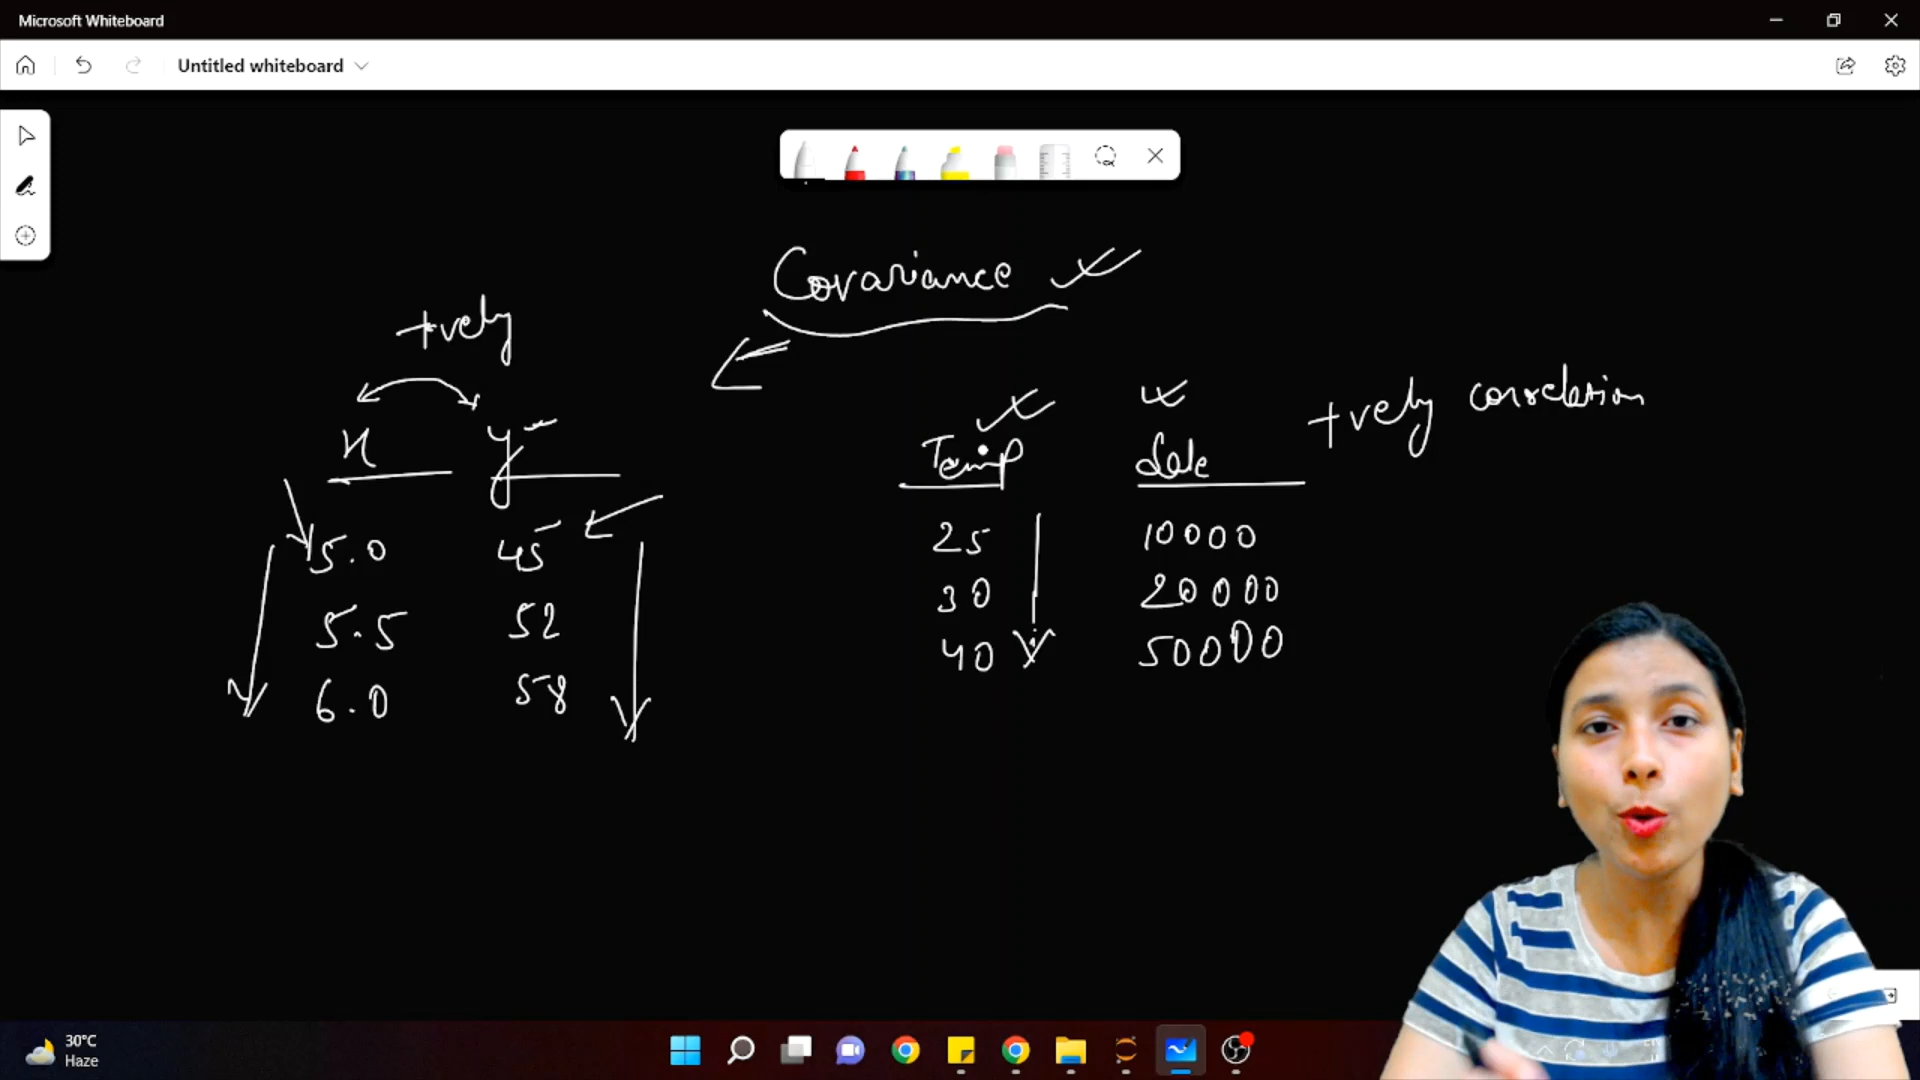 Microsoft Whiteboard
Untitled whiteboard
Covariance
+vely
x y
5.0 45
5.5 52
6.0 58
+vely correlation
Temp Sale
25 10000
30 20000
40 50000
30°C
Haze